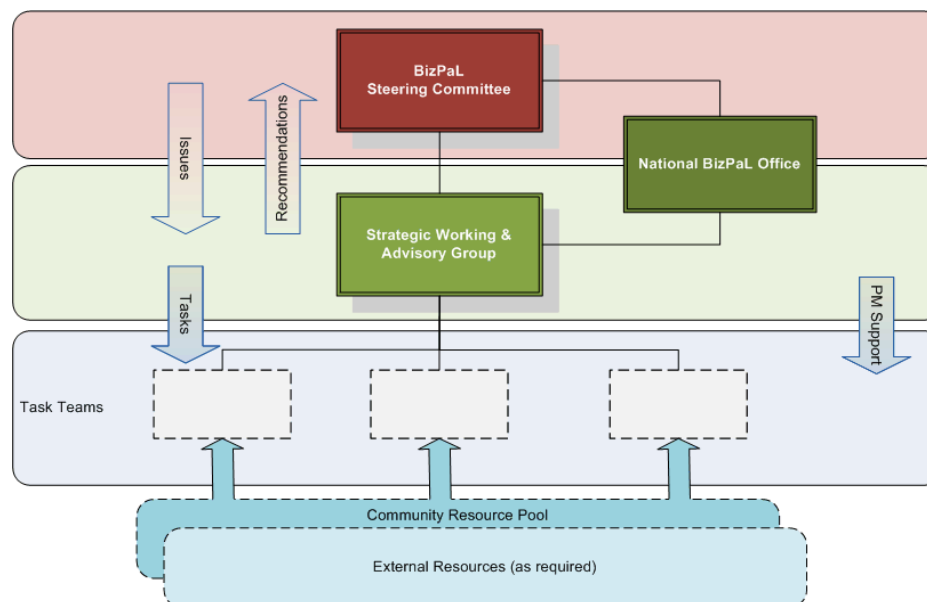 BizPaL
Steering Committee
Issues
Recommendations
National BizPaL Office
Strategic Working &
Advisory Group
Tasks
PM Support
Task Teams
Community Resource Pool
External Resources (as required)